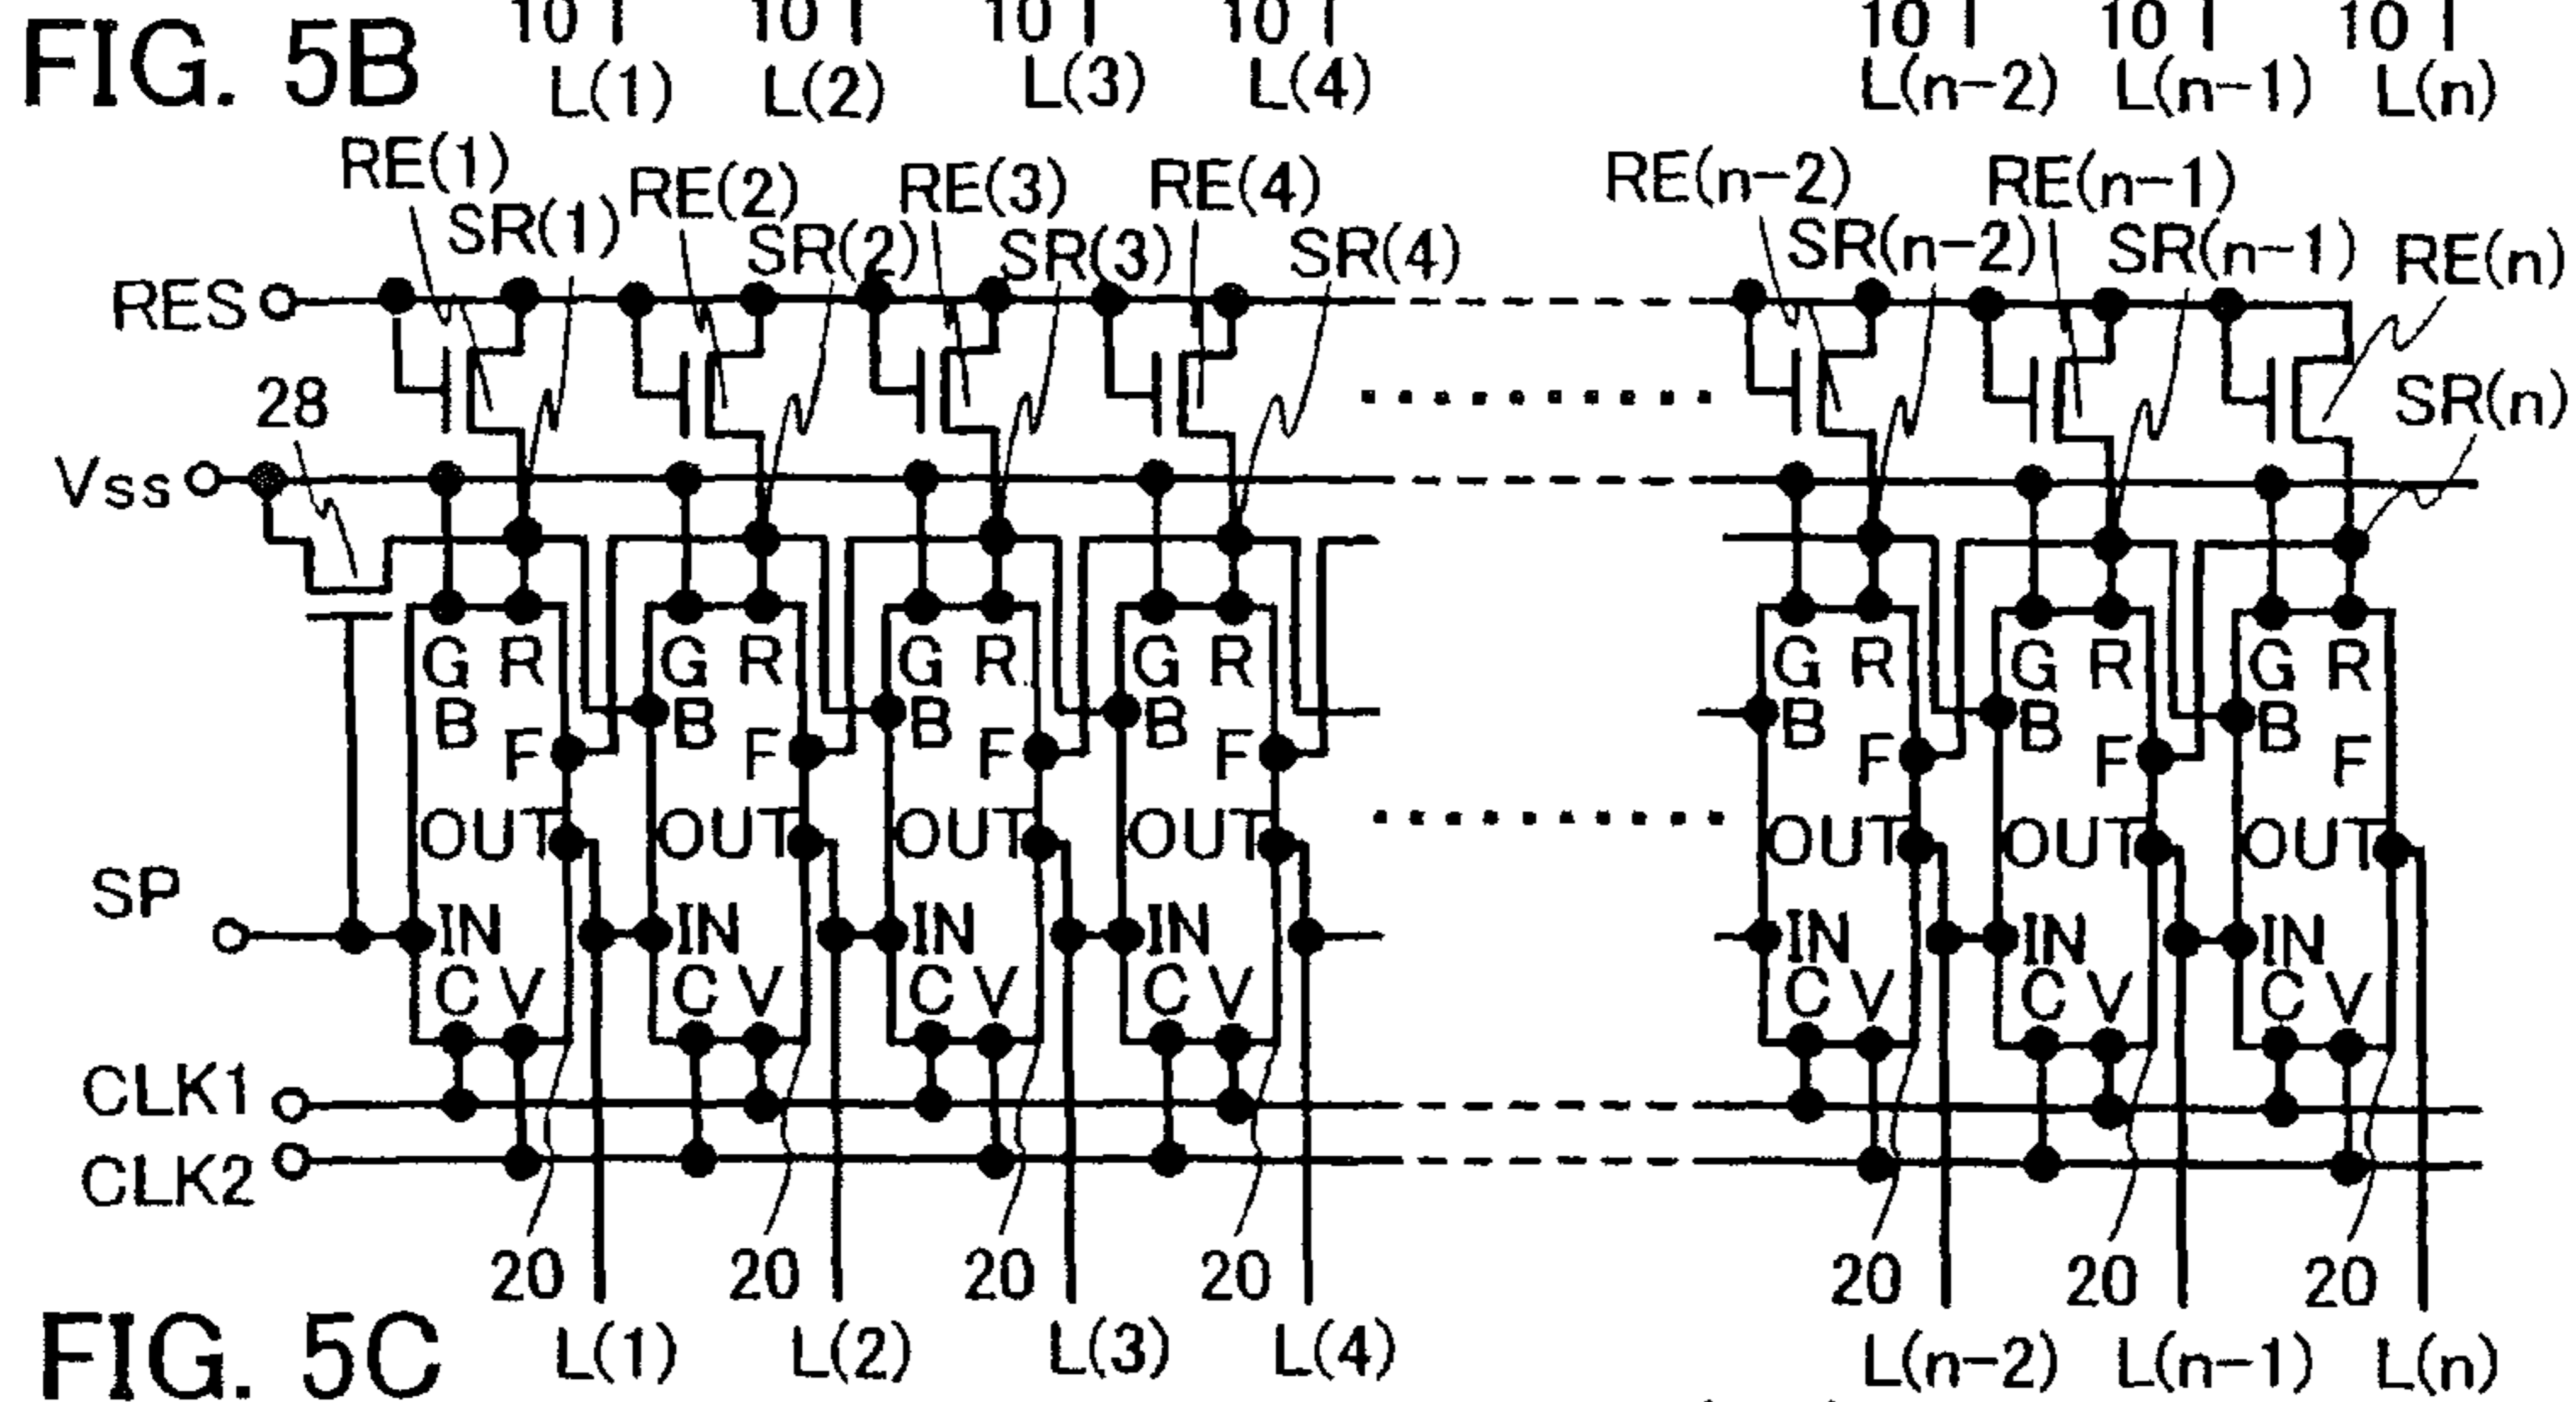 10 10 10 10 10 10 10
FIG. 5B
L(1) L(2) L(3) L(4) L(n-2) L(n-1) L(n)
RE(1) RE(2) RE(3) RE(4) RE(n-2) RE(n-1) RE(n)
SR(1) SR(2) SR(3) SR(4) SR(n-2) SR(n-1)
RES
28
SR(n)
Vss
G R G R G R G R G R G R G R
B B B B B B B
F F F F F F F
OUT OUT OUT OUT OUT OUT OUT
SP
IN IN IN IN IN IN IN
C V C V C V C V C V C V C V
CLK1
CLK2
20 20 20 20 20 20 20
FIG. 5C
L(1) L(2) L(3) L(4) L(n-2) L(n-1) L(n)